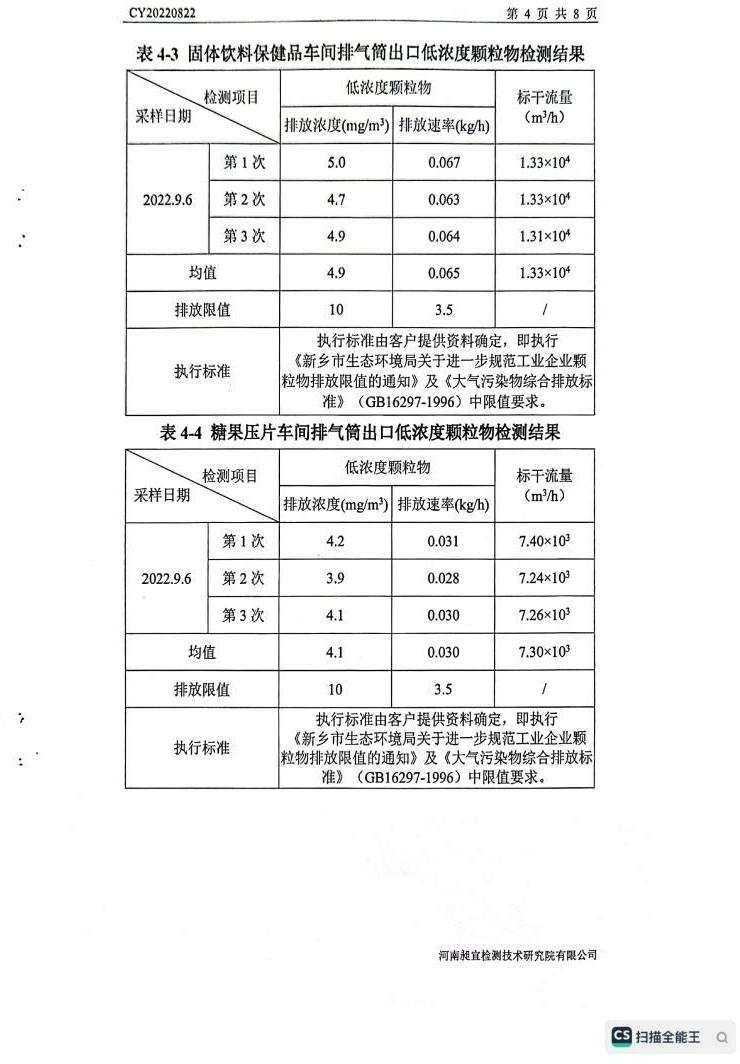 CY20220822 第 4 页 共 8 页
表 4-3 固体饮料保健品车间排气筒出口低浓度颗粒物检测结果
检测项目 采样日期 低浓度颗粒物 标干流量 (m³/h)
排放浓度(mg/m³) 排放速率(kg/h)
2022.9.6 第 1 次 5.0 0.067 1.33×10⁴
第 2 次 4.7 0.063 1.33×10⁴
第 3 次 4.9 0.064 1.31×10⁴
均值 4.9 0.065 1.33×10⁴
排放限值 10 3.5 /
执行标准 执行标准由客户提供资料确定，即执行
《新乡市生态环境局关于进一步规范工业企业颗
粒物排放限值的通知》及《大气污染物综合排放标
准》（GB16297-1996）中限值要求。
表 4-4 糖果压片车间排气筒出口低浓度颗粒物检测结果
检测项目 采样日期 低浓度颗粒物 标干流量 (m³/h)
排放浓度(mg/m³) 排放速率(kg/h)
2022.9.6 第 1 次 4.2 0.031 7.40×10³
第 2 次 3.9 0.028 7.24×10³
第 3 次 4.1 0.030 7.26×10³
均值 4.1 0.030 7.30×10³
排放限值 10 3.5 /
执行标准 执行标准由客户提供资料确定，即执行
《新乡市生态环境局关于进一步规范工业企业颗
粒物排放限值的通知》及《大气污染物综合排放标
准》（GB16297-1996）中限值要求。
河南昶宜检测技术研究院有限公司
CS 扫描全能王